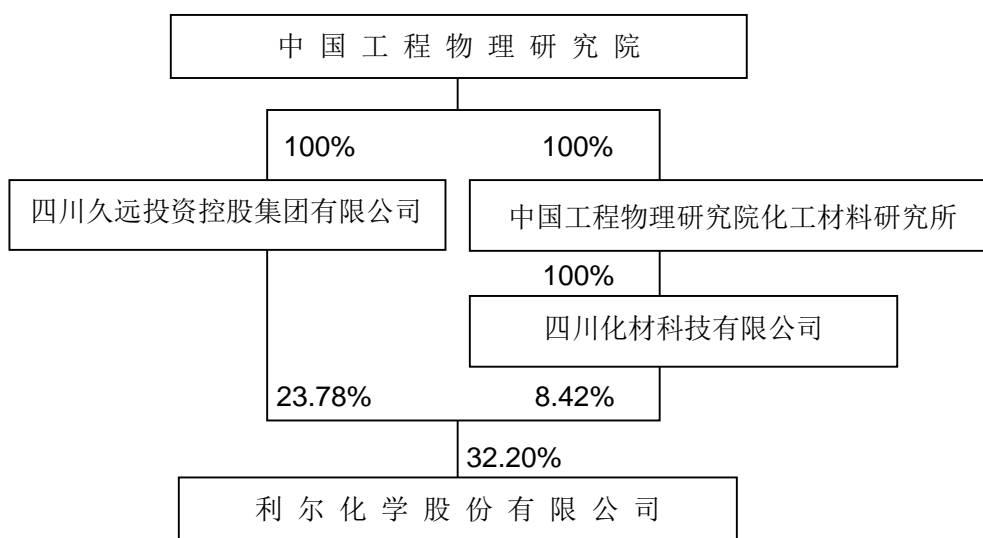 中国工程物理研究院
100%
100%
四川久远投资控股集团有限公司
中国工程物理研究院化工材料研究所
100%
四川化材科技有限公司
23.78%
8.42%
32.20%
利尔化学股份有限公司